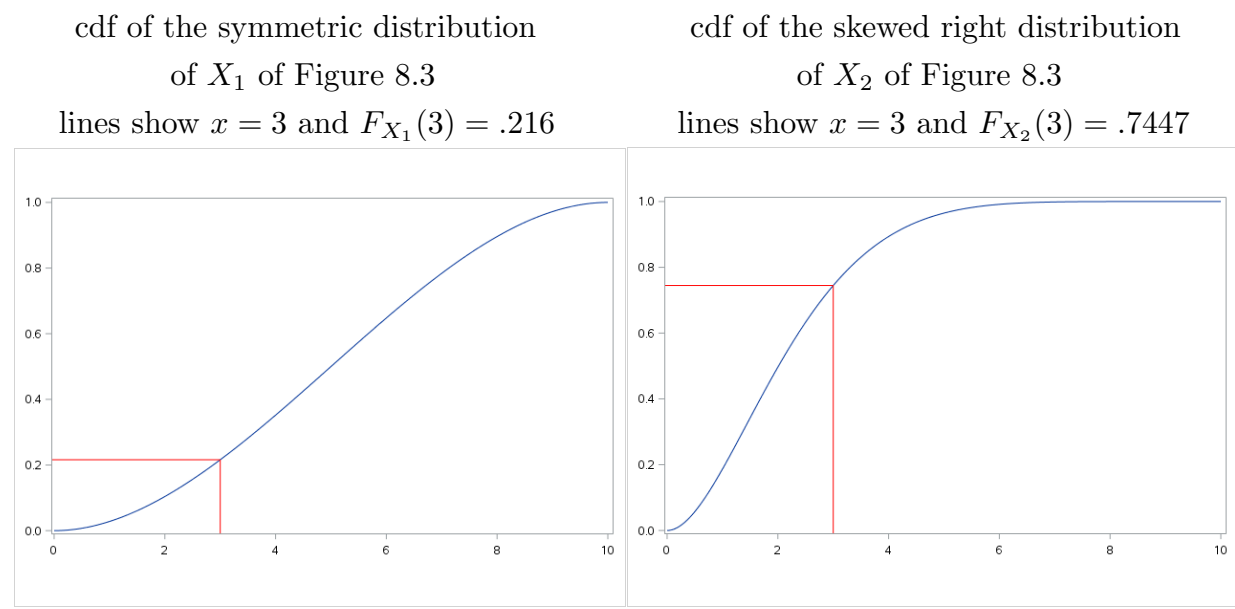 cdf of the symmetric distribution
of X₁ of Figure 8.3
lines show x = 3 and F_{X₁}(3) = .216
1.0
0.8
0.6
0.4
0.2
0.0
0 2 4 6 8 10
cdf of the skewed right distribution
of X₂ of Figure 8.3
lines show x = 3 and F_{X₂}(3) = .7447
1.0
0.8
0.6
0.4
0.2
0.0
0 2 4 6 8 10